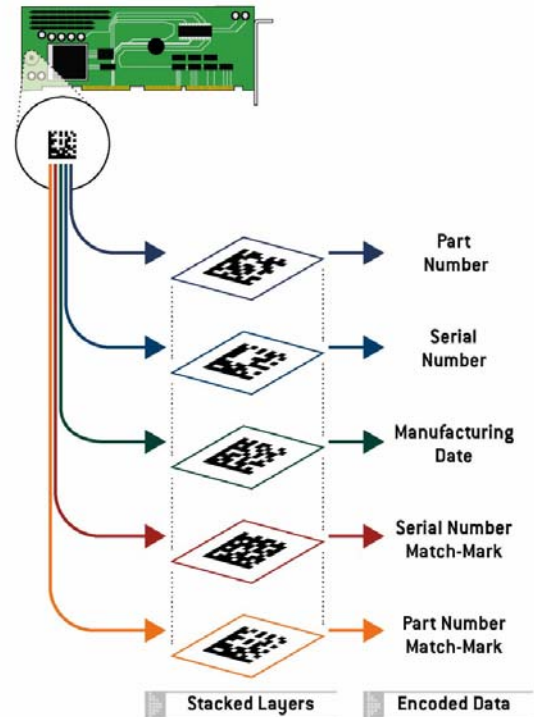 Part
Number
Serial
Number
Manufacturing
Date
Serial Number
Match-Mark
Part Number
Match-Mark
Stacked Layers
Encoded Data